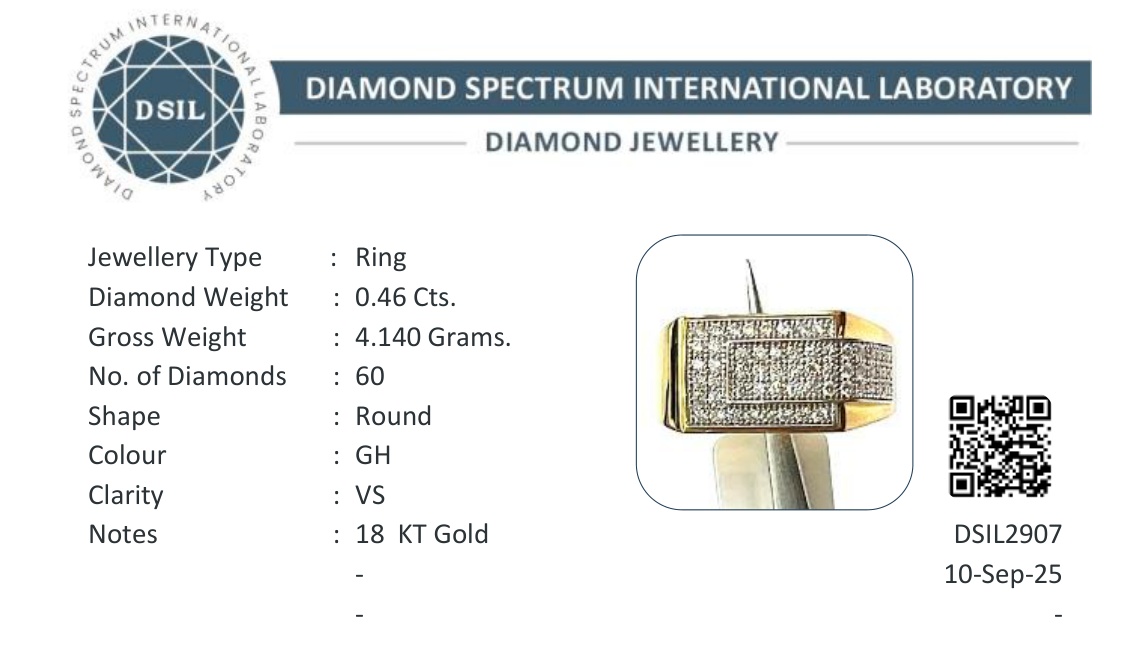 DIAMOND SPECTRUM INTERNATIONAL LABORATORY
DSIL
DIAMOND SPECTRUM INTERNATIONAL LABORATORY
DIAMOND JEWELLERY
Jewellery Type : Ring
Diamond Weight : 0.46 Cts.
Gross Weight : 4.140 Grams.
No. of Diamonds : 60
Shape : Round
Colour : GH
Clarity : VS
Notes : 18 KT Gold
-
-
DSIL2907
10-Sep-25
-